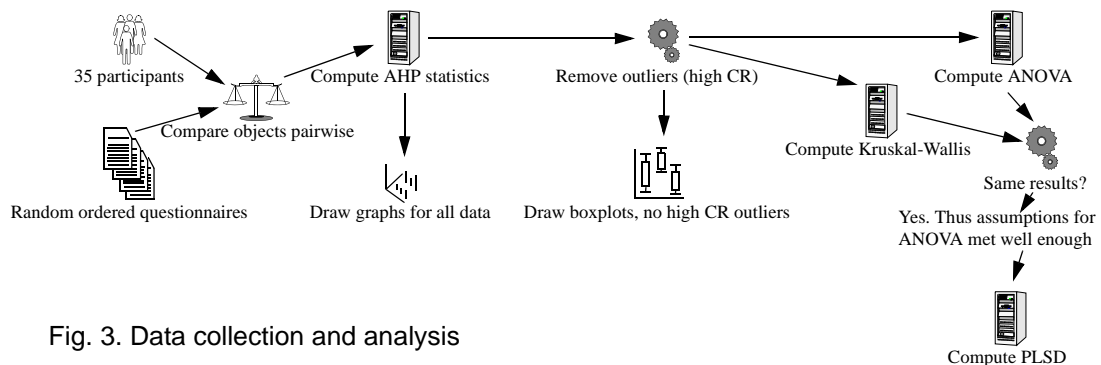 35 participants
Compute AHP statistics
Remove outliers (high CR)
Compute ANOVA
Compare objects pairwise
Compute Kruskal-Wallis
Same results?
Random ordered questionnaires
Draw graphs for all data
Draw boxplots, no high CR outliers
Yes. Thus assumptions for
ANOVA met well enough
Fig. 3. Data collection and analysis
Compute PLSD